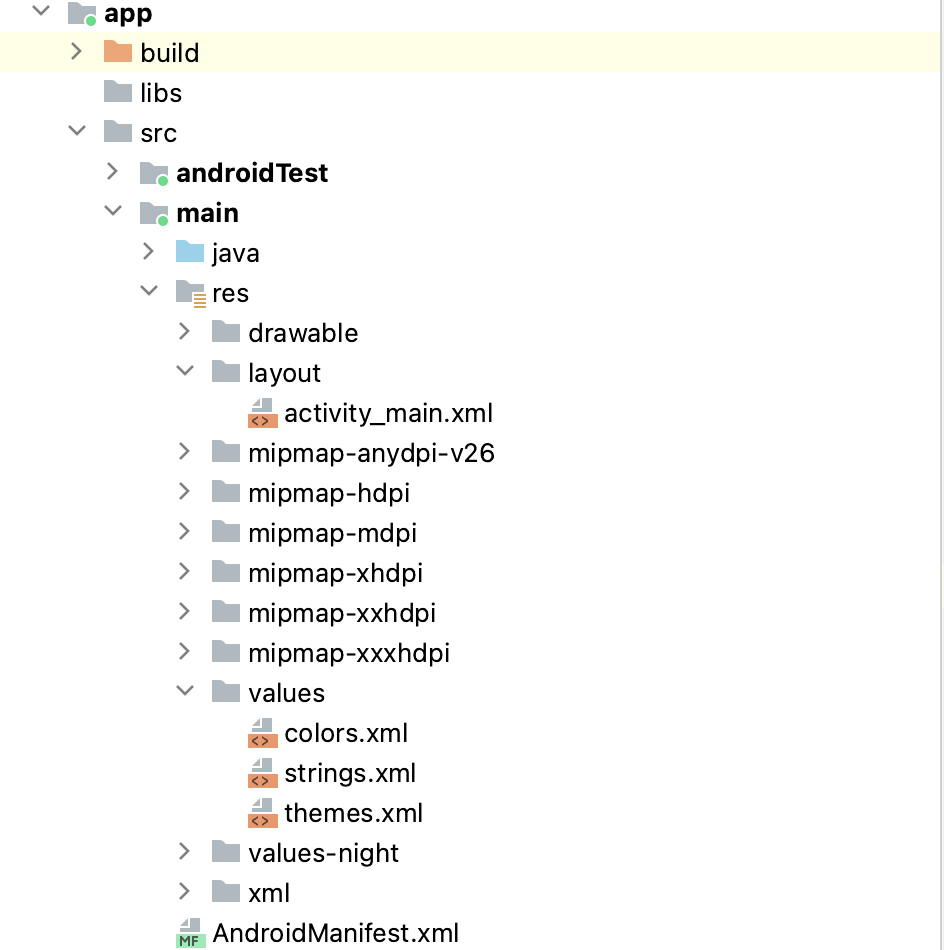 app
build
libs
src
androidTest
main
java
res
drawable
layout
activity_main.xml
mipmap-anydpi-v26
mipmap-hdpi
mipmap-mdpi
mipmap-xhdpi
mipmap-xxhdpi
mipmap-xxxhdpi
values
colors.xml
strings.xml
themes.xml
values-night
xml
MF AndroidManifest.xml